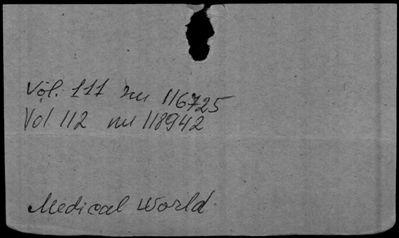 Vol. 111 nu 116725
Vol 112 nu 118942
Medical World.